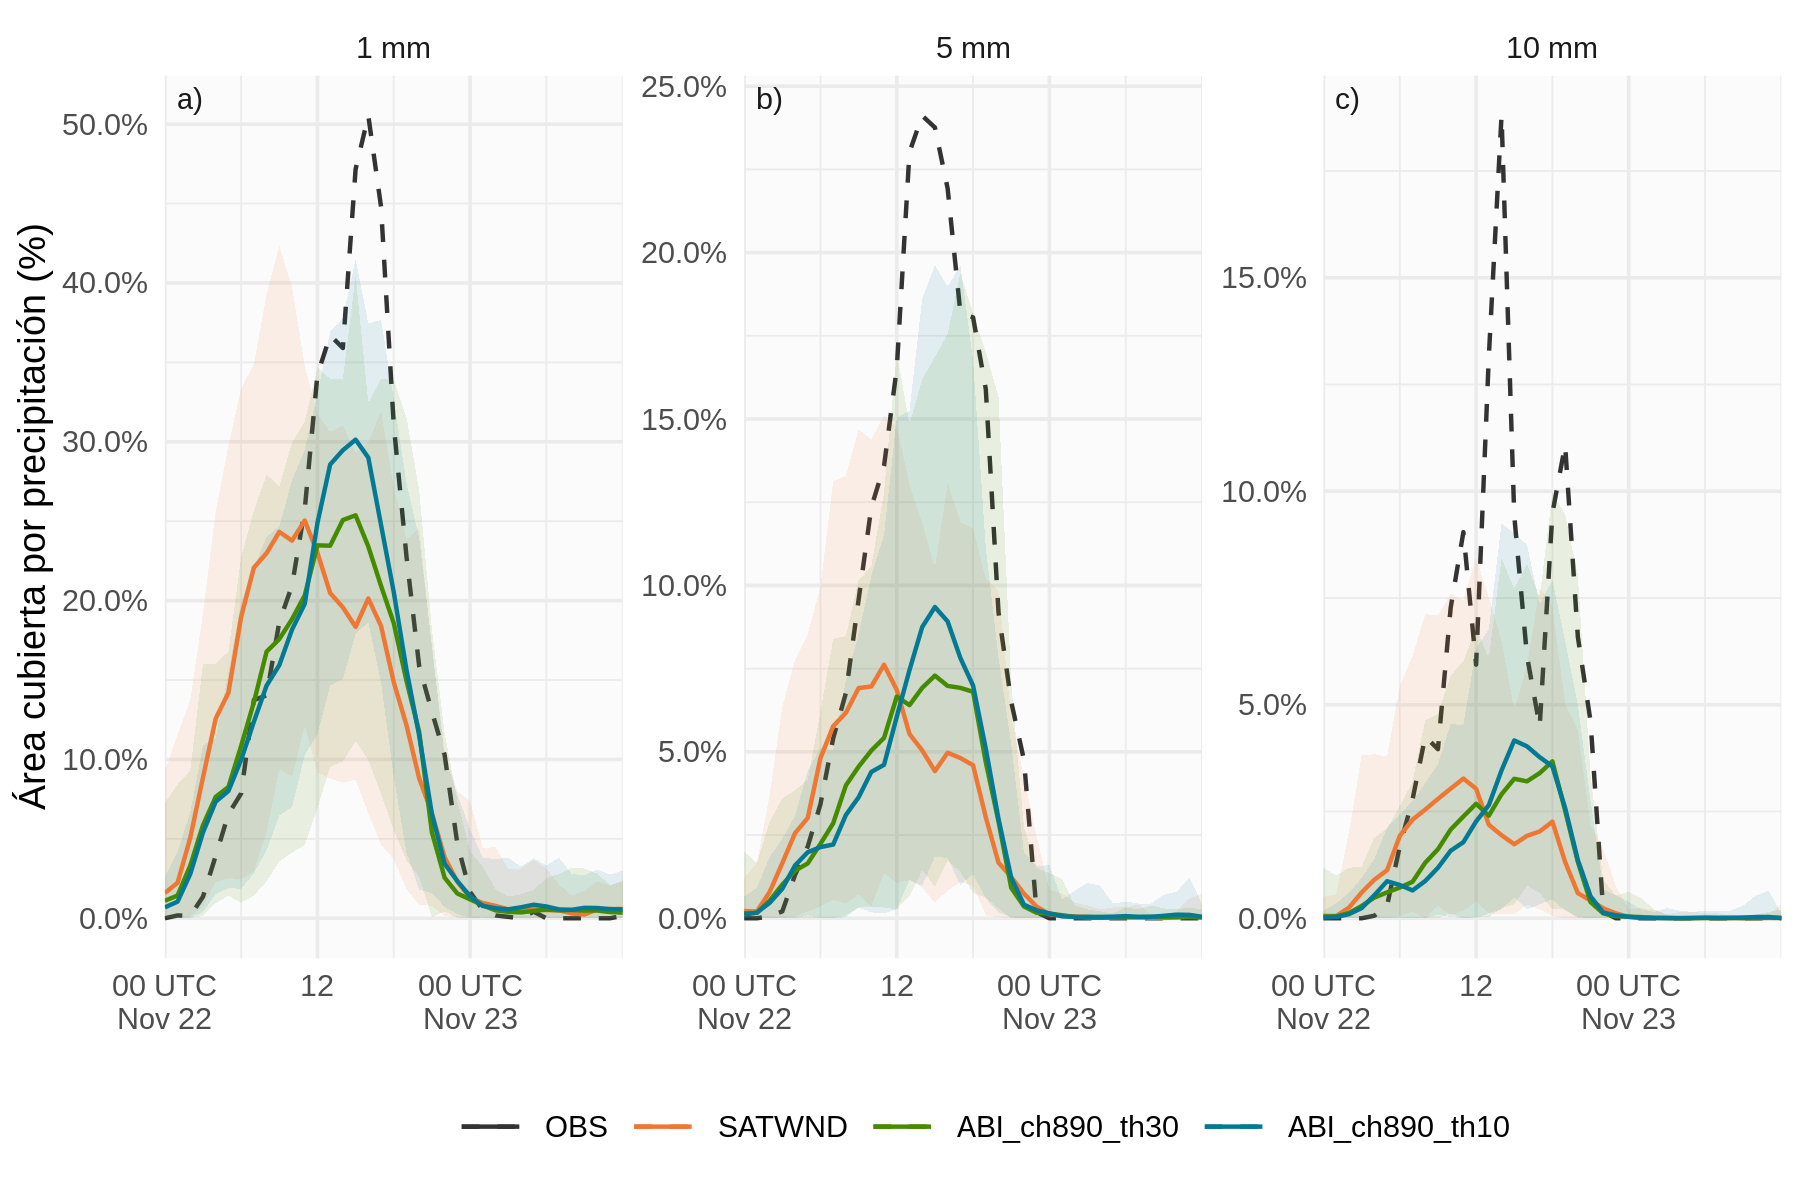 1 mm
5 mm
10 mm
Área cubierta por precipitación (%)
a)
50.0%
40.0%
30.0%
20.0%
10.0%
0.0%
00 UTC
Nov 22
12
00 UTC
Nov 23
b)
25.0%
20.0%
15.0%
10.0%
5.0%
0.0%
00 UTC
Nov 22
12
00 UTC
Nov 23
c)
15.0%
10.0%
5.0%
0.0%
00 UTC
Nov 22
12
00 UTC
Nov 23
OBS
SATWND
ABI_ch890_th30
ABI_ch890_th10